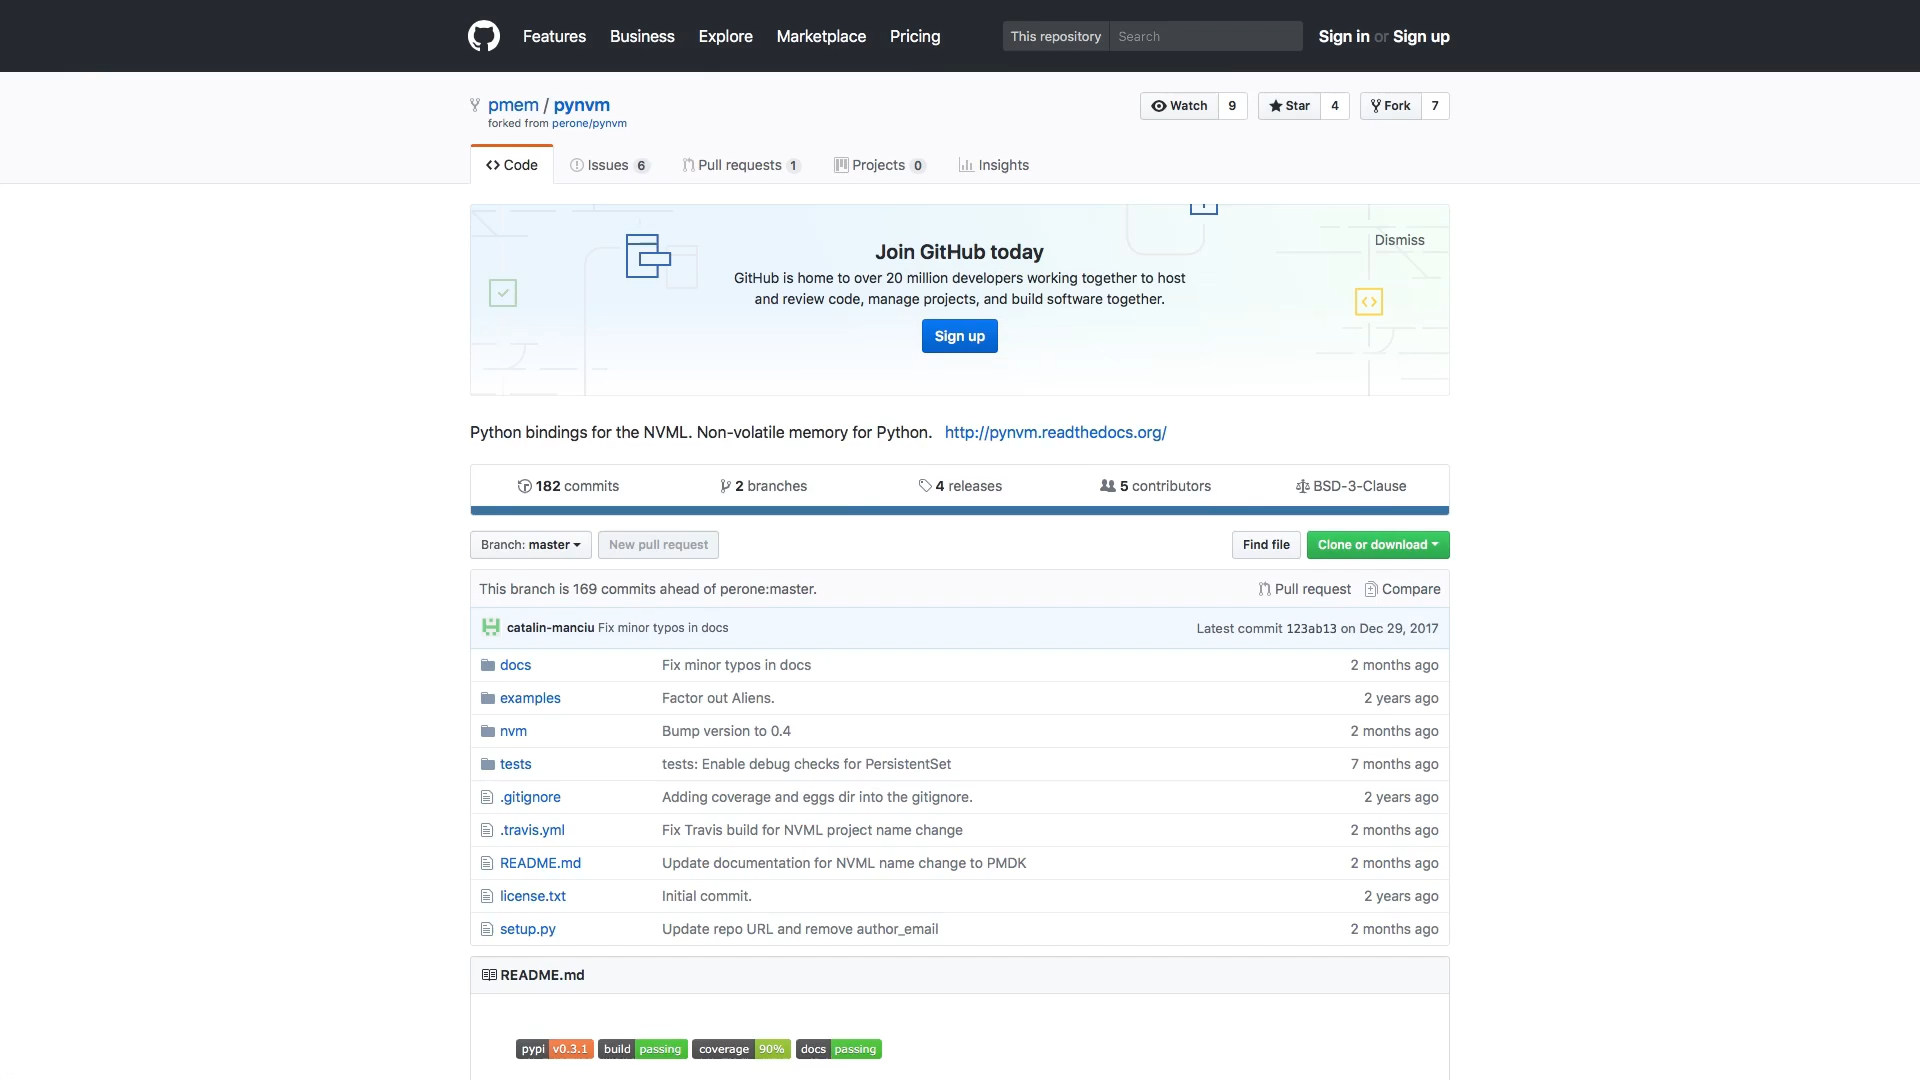 Features Business Explore Marketplace Pricing This repository Search Sign in or Sign up
pmem / pynvm Watch 9 Star 4 Fork 7
forked from perone/pynvm
Code Issues 6 Pull requests 1 Projects 0 Insights
Dismiss
Join GitHub today
GitHub is home to over 20 million developers working together to host
and review code, manage projects, and build software together.
Sign up
Python bindings for the NVML. Non-volatile memory for Python. http://pynvm.readthedocs.org/
182 commits 2 branches 4 releases 5 contributors BSD-3-Clause
Branch: master New pull request Find file Clone or download
This branch is 169 commits ahead of perone:master. Pull request Compare
catalin-manciu Fix minor typos in docs Latest commit 123ab13 on Dec 29, 2017
docs Fix minor typos in docs 2 months ago
examples Factor out Aliens. 2 years ago
nvm Bump version to 0.4 2 months ago
tests tests: Enable debug checks for PersistentSet 7 months ago
.gitignore Adding coverage and eggs dir into the gitignore. 2 years ago
.travis.yml Fix Travis build for NVML project name change 2 months ago
README.md Update documentation for NVML name change to PMDK 2 months ago
license.txt Initial commit. 2 years ago
setup.py Update repo URL and remove author_email 2 months ago
README.md
pypi v0.3.1 build passing coverage 90% docs passing